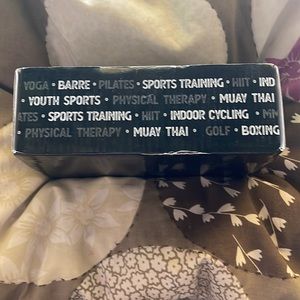 YOGA • BARRE • PILATES • SPORTS TRAINING • HIIT • IND
• YOUTH SPORTS • PHYSICAL THERAPY • MUAY THAI
ATES • SPORTS TRAINING • HIIT • INDOOR CYCLING • MM
• PHYSICAL THERAPY • MUAY THAI • GOLF • BOXING